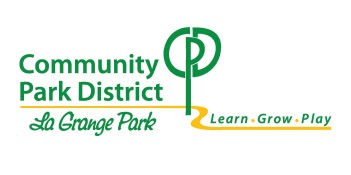 Community
Park District
La Grange Park
Learn • Grow • Play